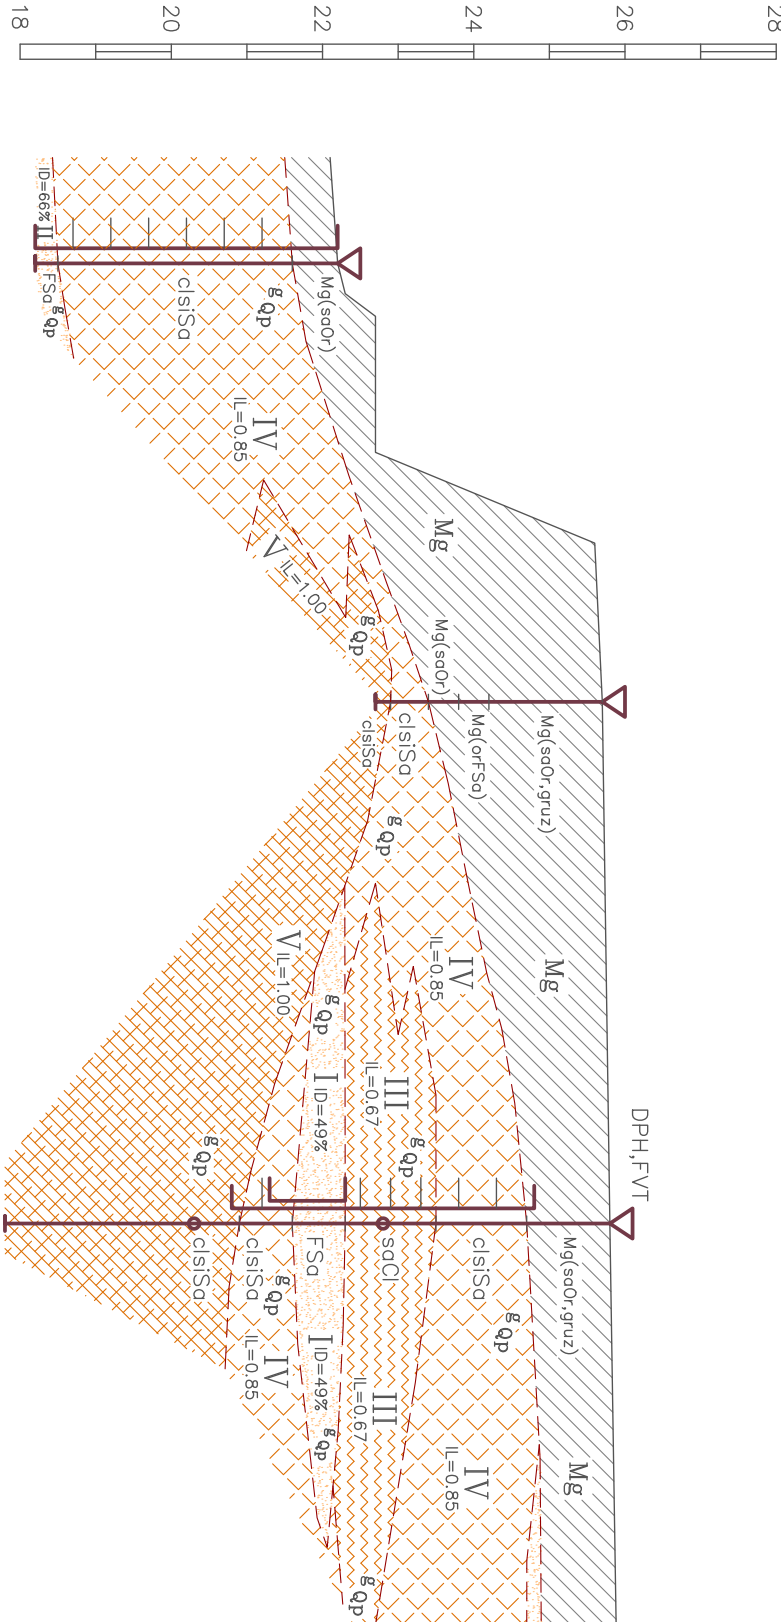 28
26
24
22
20
18
DPH,FVT
Mg
Mg
Mg
Mg(saOr)
Mg(saOr)
Mg(orFSa)
Mg(saOr,gruz)
Mg(saOr,gruz)
gQp
clsiSa
IV
IL=0.85
ID=66% II
FSa gQp
V IL=1.00
gQp
clsiSa
clsiSa
gQp
IV
IL=0.85
V IL=1.00
gQp
I ID=49%
III
IL=0.67
gQp
gQp
clsiSa
saCl
FSa
clsiSa
clsiSa
gQp
gQp
IV
IL=0.85
I ID=49%
gQp
III
IL=0.67
IV
IL=0.85
gQp